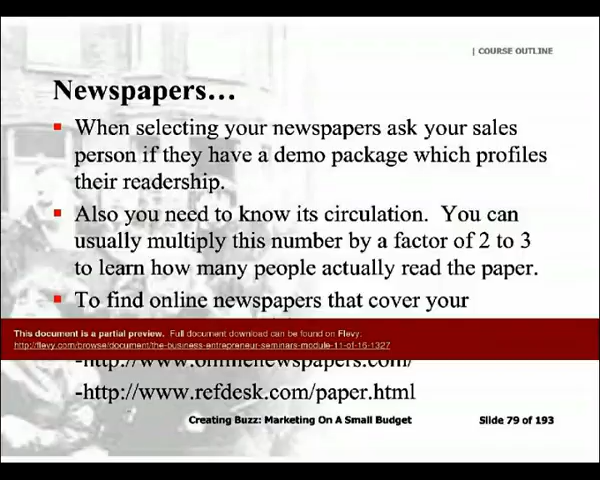 | COURSE OUTLINE
Newspapers…
▪ When selecting your newspapers ask your sales
person if they have a demo package which profiles
their readership.
▪ Also you need to know its circulation. You can
usually multiply this number by a factor of 2 to 3
to learn how many people actually read the paper.
▪ To find online newspapers that cover your
This document is a partial preview. Full document download can be found on Flevy:
http://flevy.com/browse/document/the-business-entrepreneur-seminars-module-11-of-16-1327
-http://www.onlinenewspapers.com/
-http://www.refdesk.com/paper.html
Creating Buzz: Marketing On A Small Budget
Slide 79 of 193